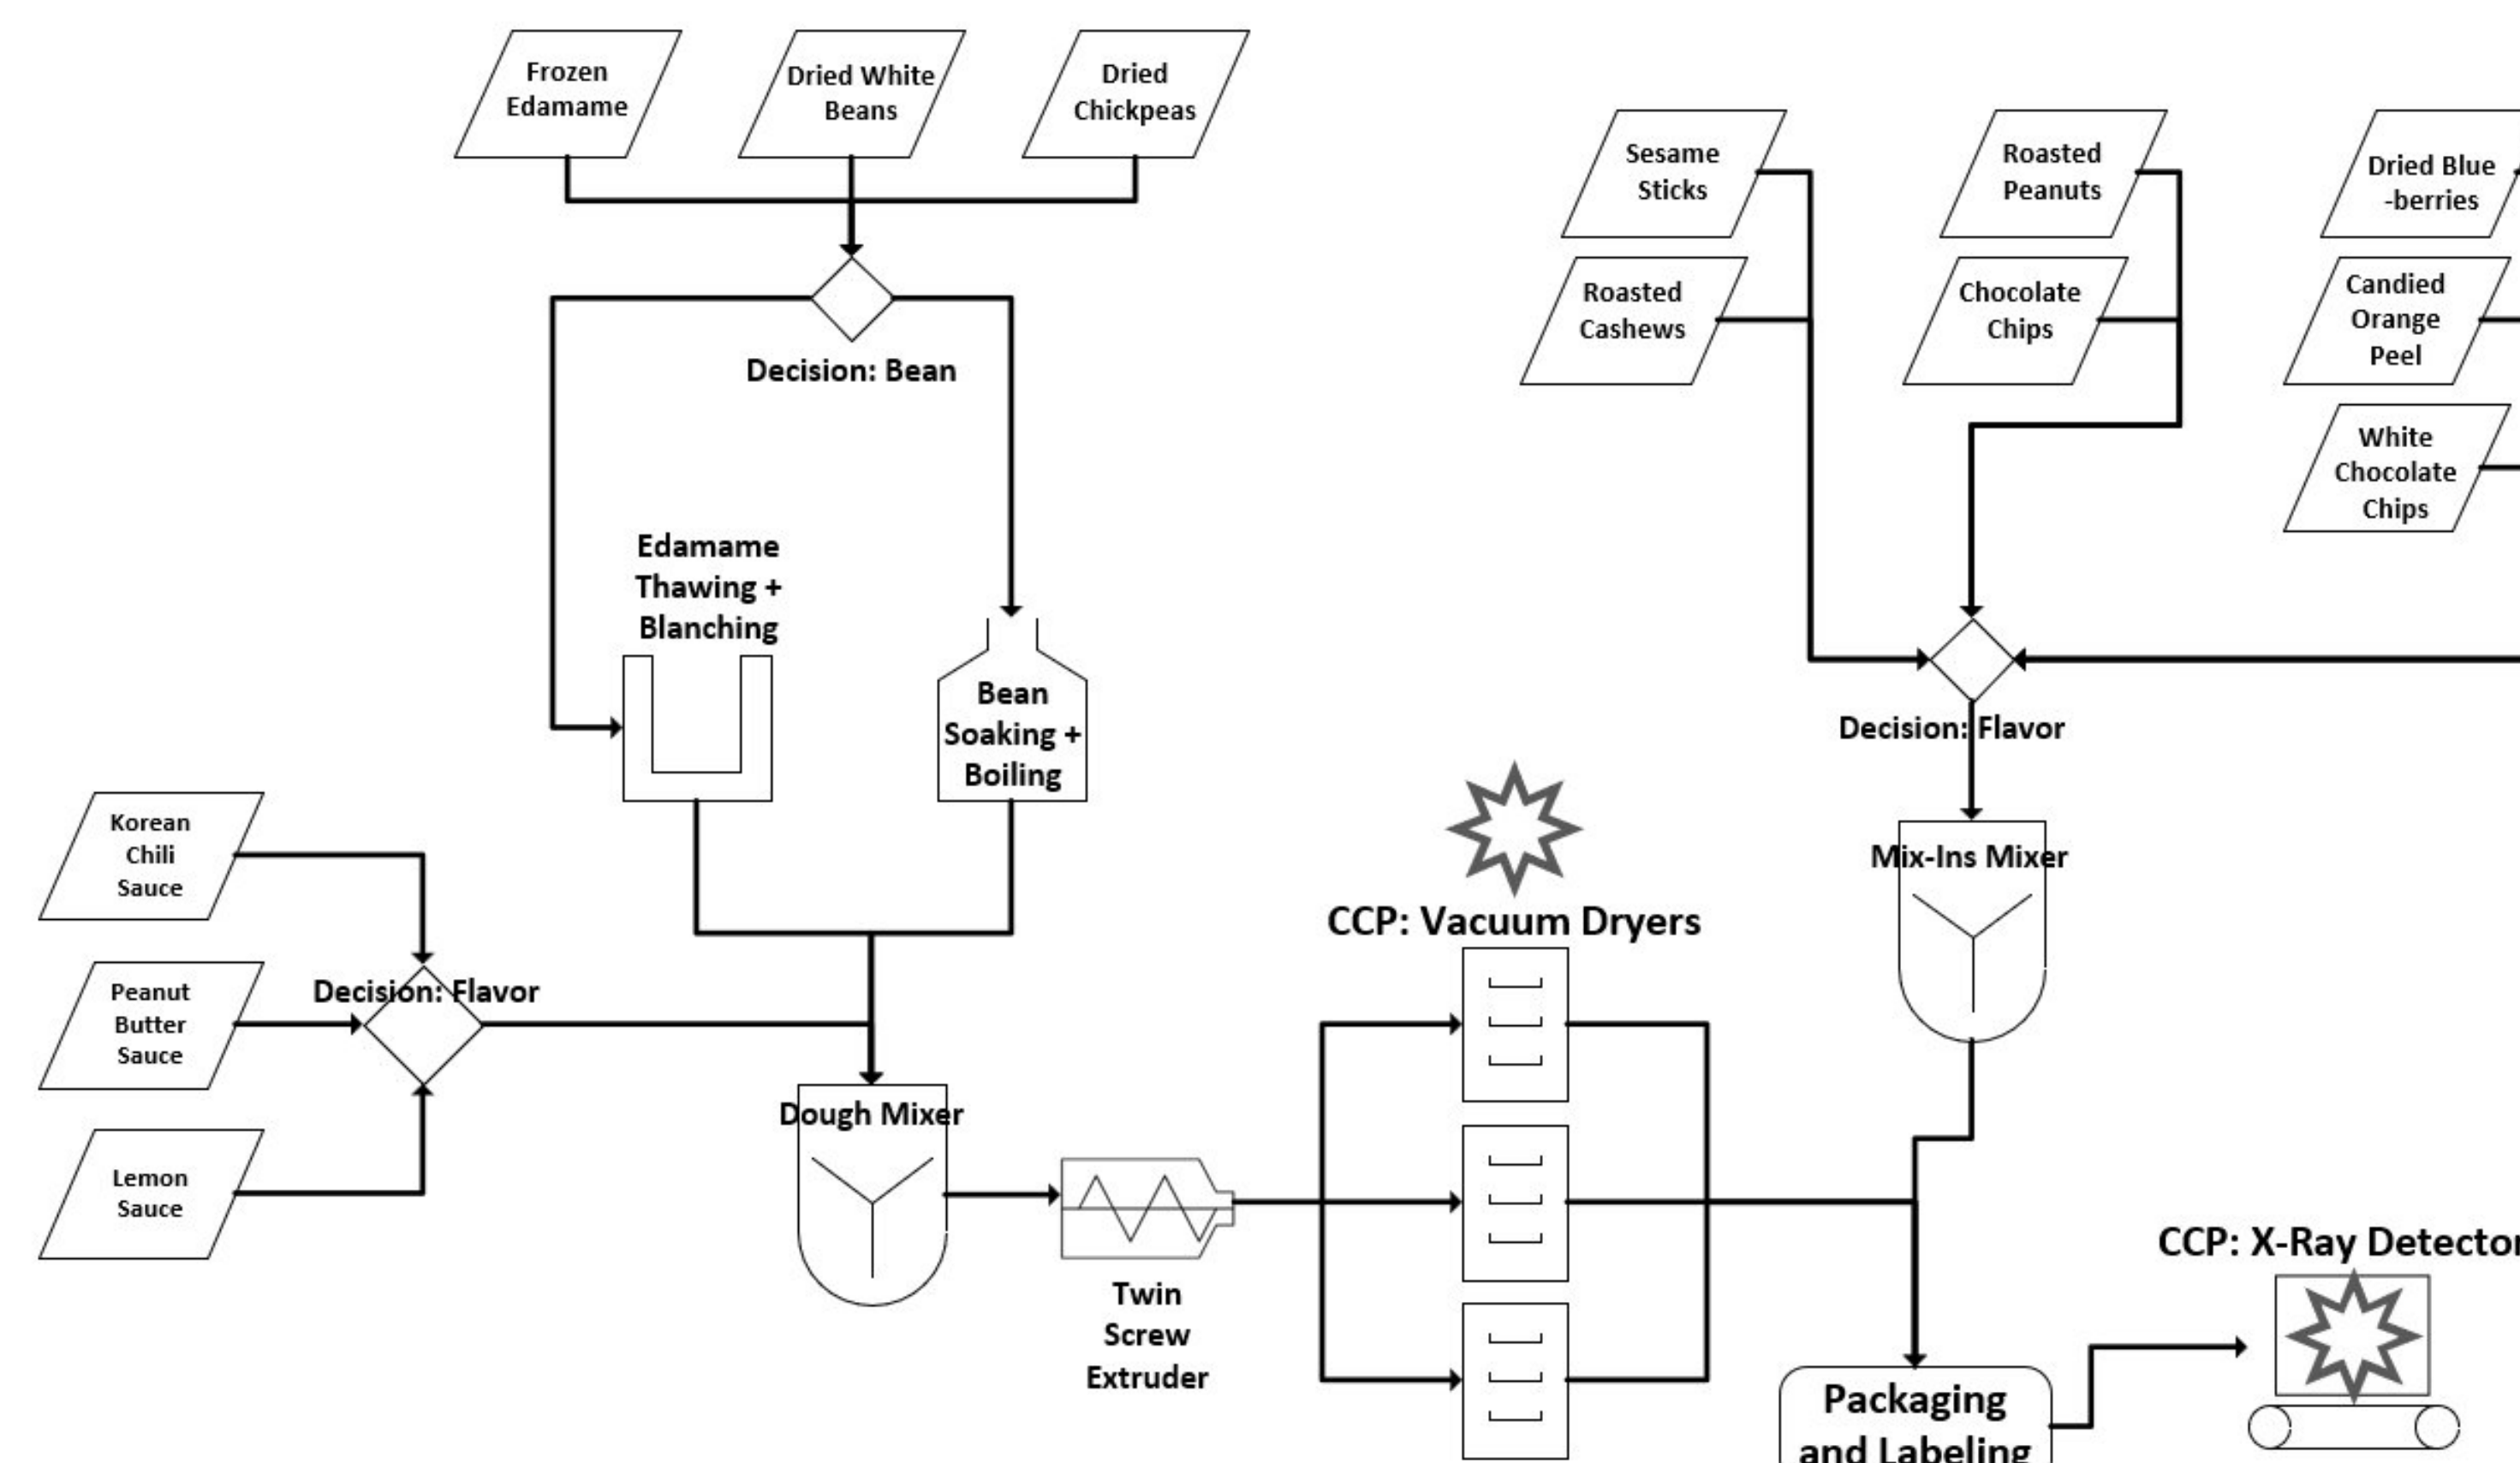 Frozen
Edamame
Dried White
Beans
Dried
Chickpeas
Sesame
Sticks
Roasted
Peanuts
Dried Blue
-berries
Roasted
Cashews
Chocolate
Chips
Candied
Orange
Peel
White
Chocolate
Chips
Decision: Bean
Edamame
Thawing +
Blanching
Bean
Soaking +
Boiling
Decision: Flavor
Mix-Ins Mixer
Korean
Chili
Sauce
Peanut
Butter
Sauce
Lemon
Sauce
Decision: Flavor
Dough Mixer
Twin
Screw
Extruder
CCP: Vacuum Dryers
CCP: X-Ray Detector
Packaging
and Labeling